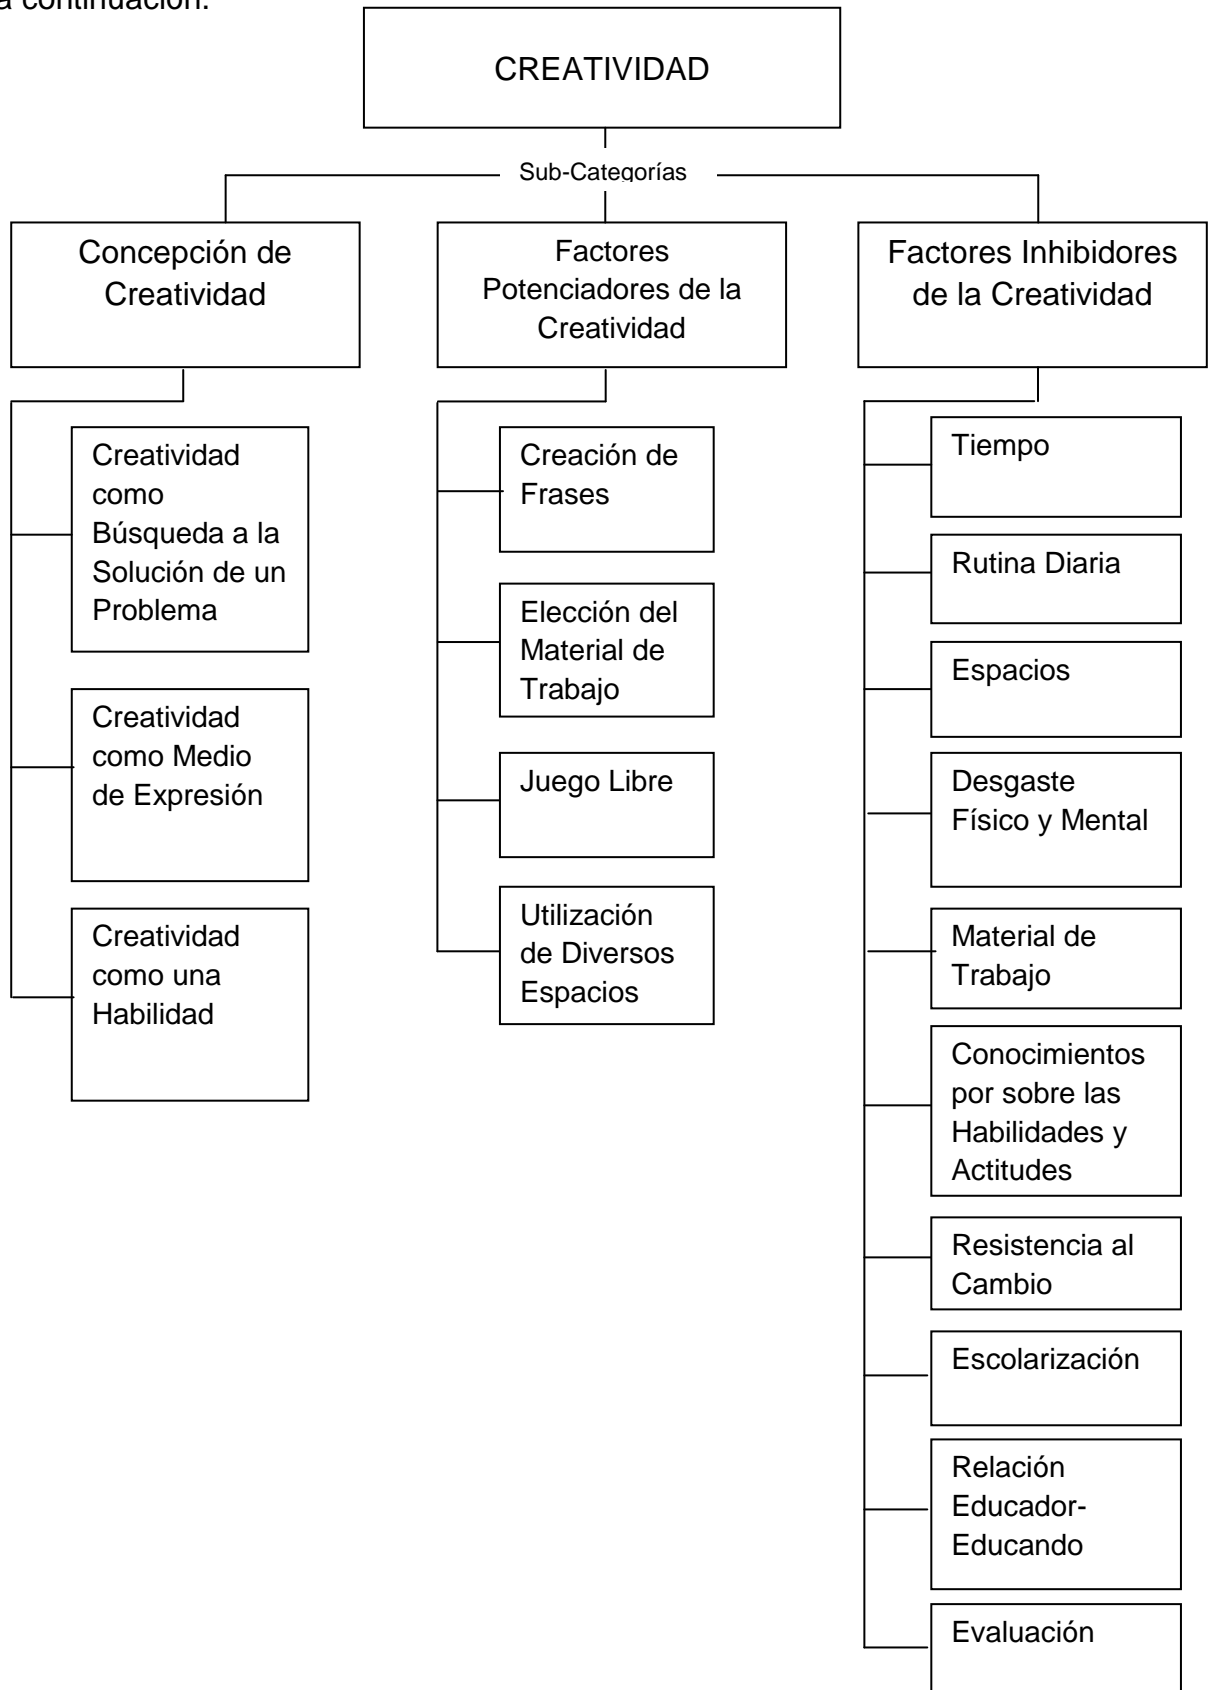 a continuación.
CREATIVIDAD
Sub-Categorías
Concepción de
Creatividad
Factores
Potenciadores de la
Creatividad
Factores Inhibidores
de la Creatividad
Creatividad
como
Búsqueda a la
Solución de un
Problema
Creatividad
como Medio
de Expresión
Creatividad
como una
Habilidad
Creación de
Frases
Elección del
Material de
Trabajo
Juego Libre
Utilización
de Diversos
Espacios
Tiempo
Rutina Diaria
Espacios
Desgaste
Físico y Mental
Material de
Trabajo
Conocimientos
por sobre las
Habilidades y
Actitudes
Resistencia al
Cambio
Escolarización
Relación
Educador-
Educando
Evaluación